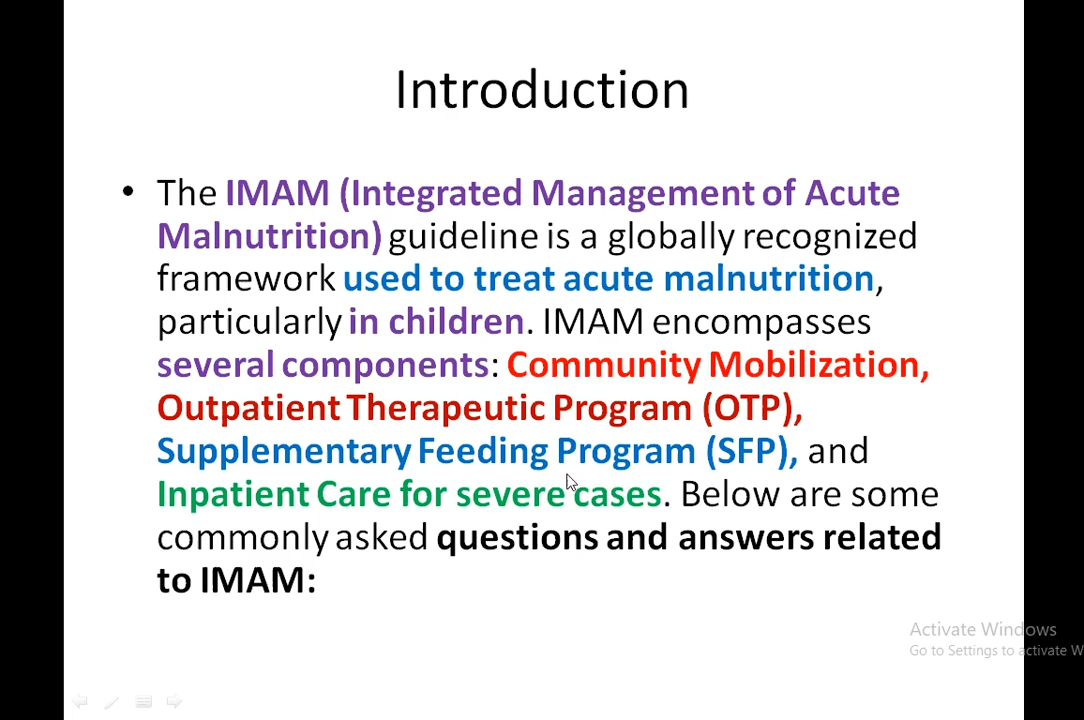 Introduction
• The IMAM (Integrated Management of Acute
Malnutrition) guideline is a globally recognized
framework used to treat acute malnutrition,
particularly in children. IMAM encompasses
several components: Community Mobilization,
Outpatient Therapeutic Program (OTP),
Supplementary Feeding Program (SFP), and
Inpatient Care for severe cases. Below are some
commonly asked questions and answers related
to IMAM:
Activate Windows
Go to Settings to activate W